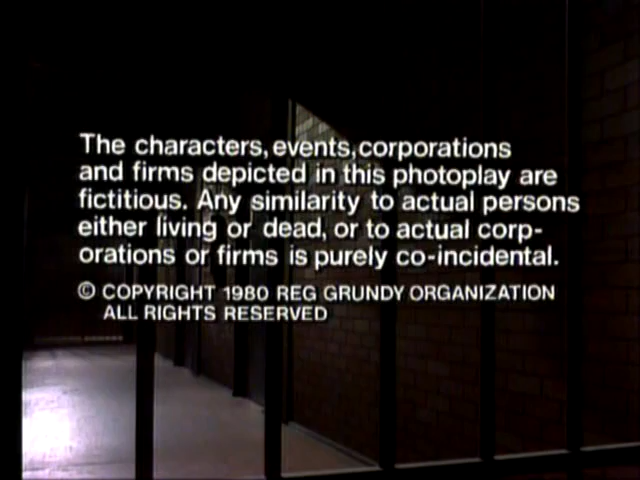 The characters, events, corporations
and firms depicted in this photoplay are
fictitious. Any similarity to actual persons
either living or dead, or to actual corp-
orations or firms is purely co-incidental.
© COPYRIGHT 1980 REG GRUNDY ORGANIZATION
ALL RIGHTS RESERVED